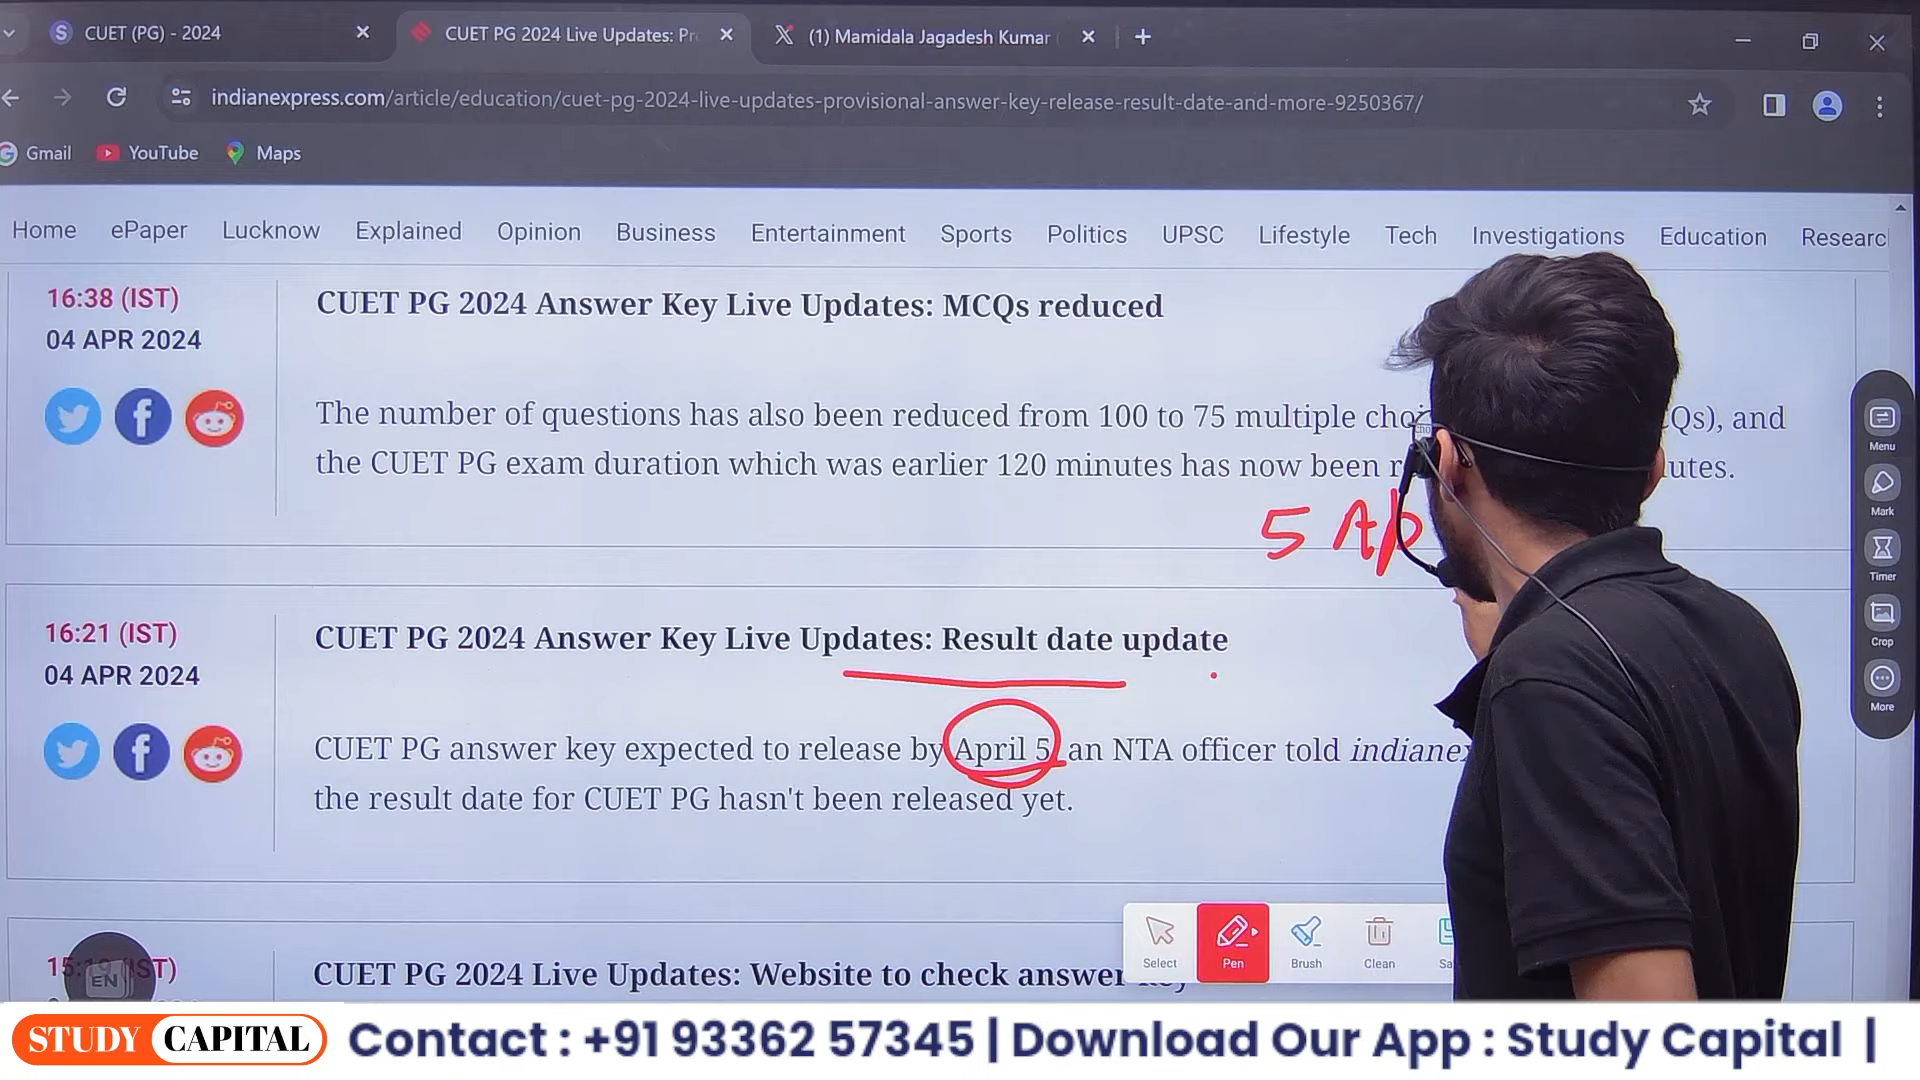 CUET (PG) - 2024
CUET PG 2024 Live Updates: Pr
(1) Mamidala Jagadesh Kumar
indianexpress.com/article/education/cuet-pg-2024-live-updates-provisional-answer-key-release-result-date-and-more-9250367/
Gmail YouTube Maps
Home ePaper Lucknow Explained Opinion Business Entertainment Sports Politics UPSC Lifestyle Tech Investigations Education Researc
16:38 (IST)
04 APR 2024
CUET PG 2024 Answer Key Live Updates: MCQs reduced
The number of questions has also been reduced from 100 to 75 multiple cho Qs), and
the CUET PG exam duration which was earlier 120 minutes has now been r utes.
5 Ap
16:21 (IST)
04 APR 2024
CUET PG 2024 Answer Key Live Updates: Result date update
CUET PG answer key expected to release by April 5, an NTA officer told indianex
the result date for CUET PG hasn't been released yet.
CUET PG 2024 Live Updates: Website to check answer
EN
Menu
Mark
Timer
Crop
More
Select Pen Brush Clean Sa
STUDY CAPITAL Contact : +91 93362 57345 | Download Our App : Study Capital |